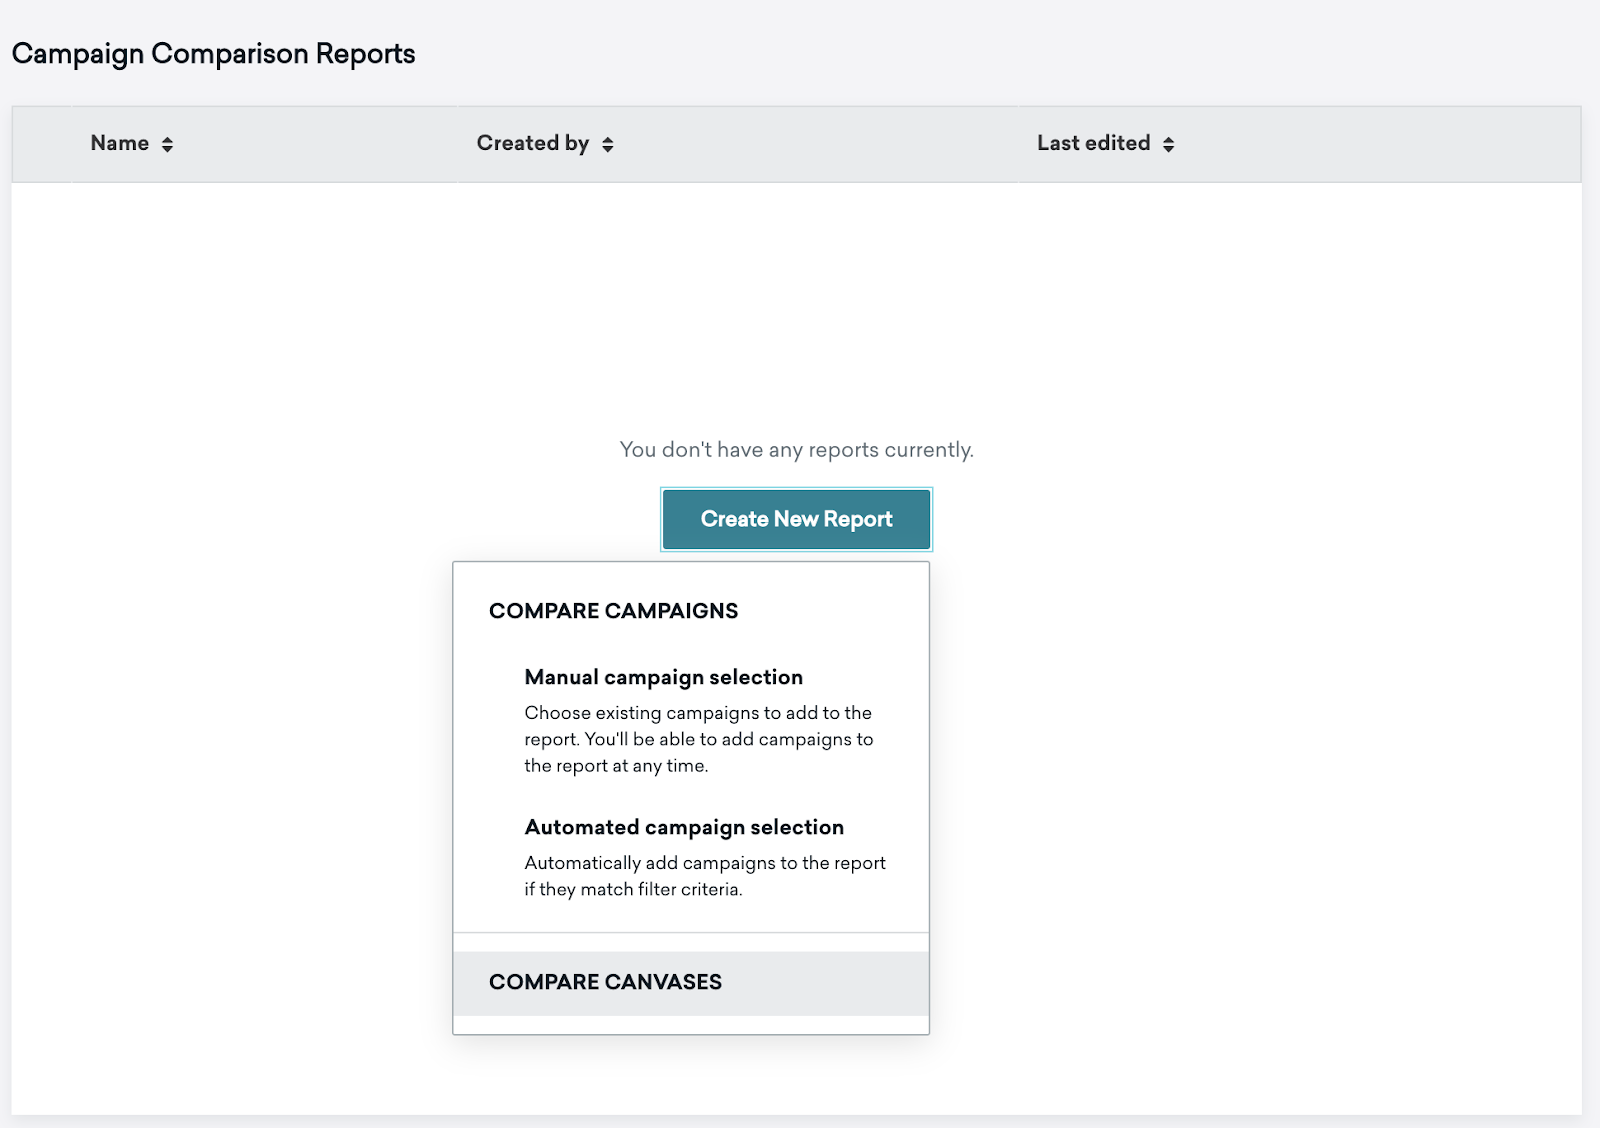 Campaign Comparison Reports
Name Created by Last edited
You don't have any reports currently.
Create New Report
COMPARE CAMPAIGNS
Manual campaign selection
Choose existing campaigns to add to the
report. You'll be able to add campaigns to
the report at any time.
Automated campaign selection
Automatically add campaigns to the report
if they match filter criteria.
COMPARE CANVASES